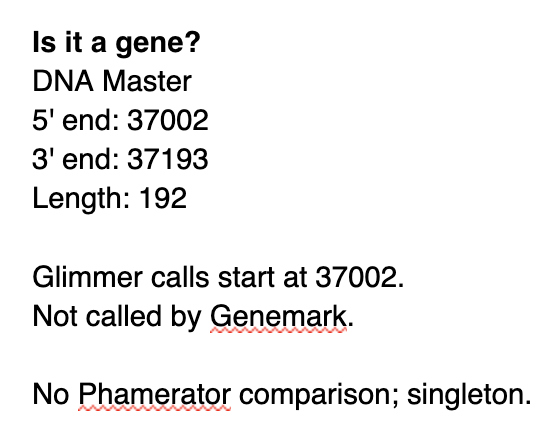 Is it a gene?
DNA Master
5' end: 37002
3' end: 37193
Length: 192
Glimmer calls start at 37002.
Not called by Genemark.
No Phamerator comparison; singleton.